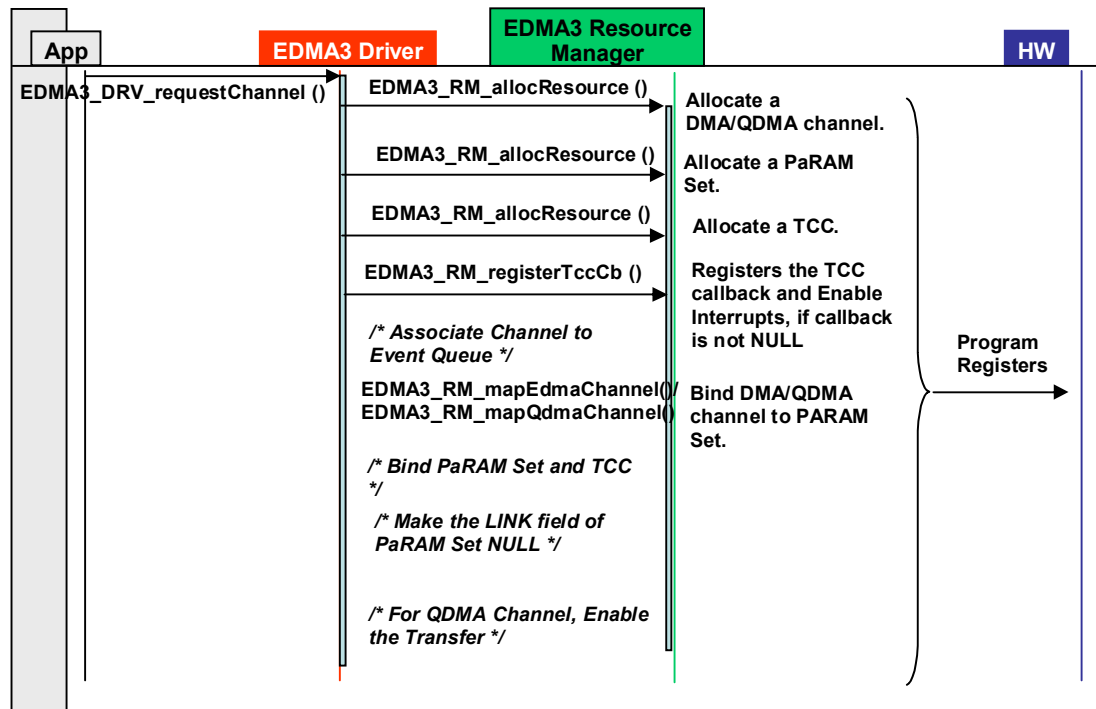 App
EDMA3 Driver
EDMA3 Resource
Manager
HW
EDMA3_DRV_requestChannel ()
EDMA3_RM_allocResource ()
Allocate a
DMA/QDMA channel.
EDMA3_RM_allocResource ()
Allocate a PaRAM
Set.
EDMA3_RM_allocResource ()
Allocate a TCC.
EDMA3_RM_registerTccCb ()
Registers the TCC
callback and Enable
Interrupts, if callback
is not NULL
/* Associate Channel to
Event Queue */
Program
Registers
EDMA3_RM_mapEdmaChannel()/
EDMA3_RM_mapQdmaChannel()
Bind DMA/QDMA
channel to PARAM
Set.
/* Bind PaRAM Set and TCC
*/
/* Make the LINK field of
PaRAM Set NULL */
/* For QDMA Channel, Enable
the Transfer */